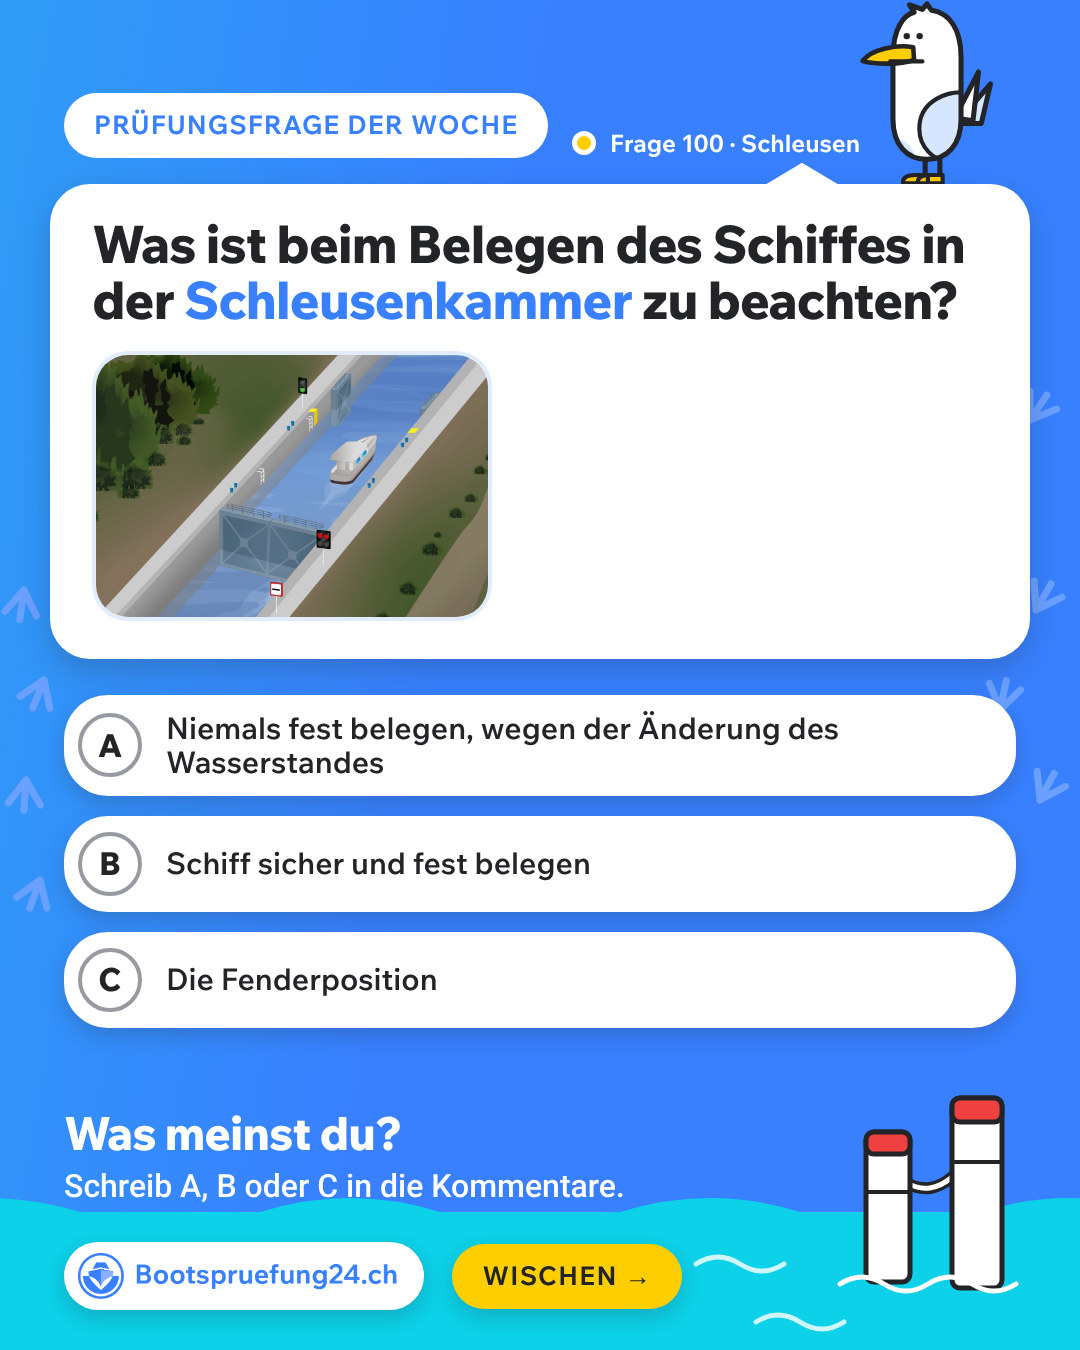 PRÜFUNGSFRAGE DER WOCHE
Frage 100 · Schleusen
Was ist beim Belegen des Schiffes in
der Schleusenkammer zu beachten?
A
Niemals fest belegen, wegen der Änderung des
Wasserstandes
B
Schiff sicher und fest belegen
C
Die Fenderposition
Was meinst du?
Schreib A, B oder C in die Kommentare.
Bootspruefung24.ch
WISCHEN →